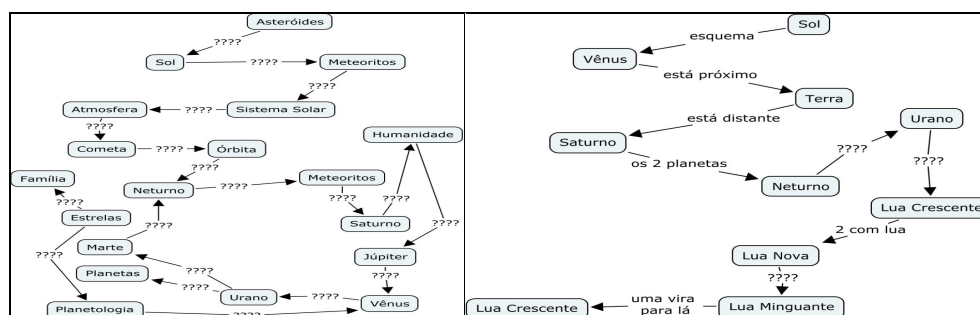 Asteróides
????
Sol
????
Meteoritos
????
Sistema Solar
????
Atmosfera
????
Cometa
????
Órbita
????
Neturno
????
Meteoritos
????
Saturno
????
Humanidade
????
Júpiter
????
Vênus
????
Urano
????
Planetas
????
Marte
????
Família
????
Estrelas
????
Planetologia
????
Sol
esquema
Vênus
está próximo
Terra
está distante
Saturno
os 2 planetas
Neturno
????
Urano
????
Lua Crescente
2 com lua
Lua Nova
????
Lua Minguante
uma vira
para lá
Lua Crescente